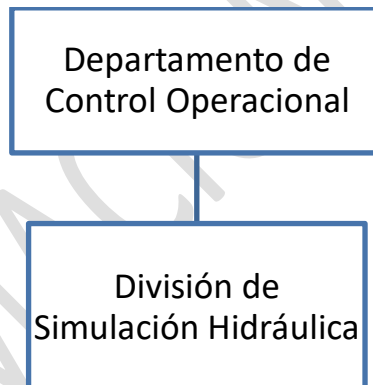 Departamento de
Control Operacional
División de
Simulación Hidráulica